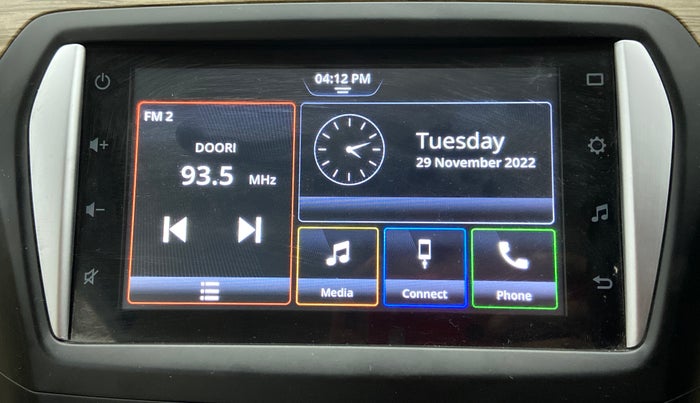 04:12 PM
FM 2
DOORI
93.5 MHz
Tuesday
29 November 2022
Media
Connect
Phone